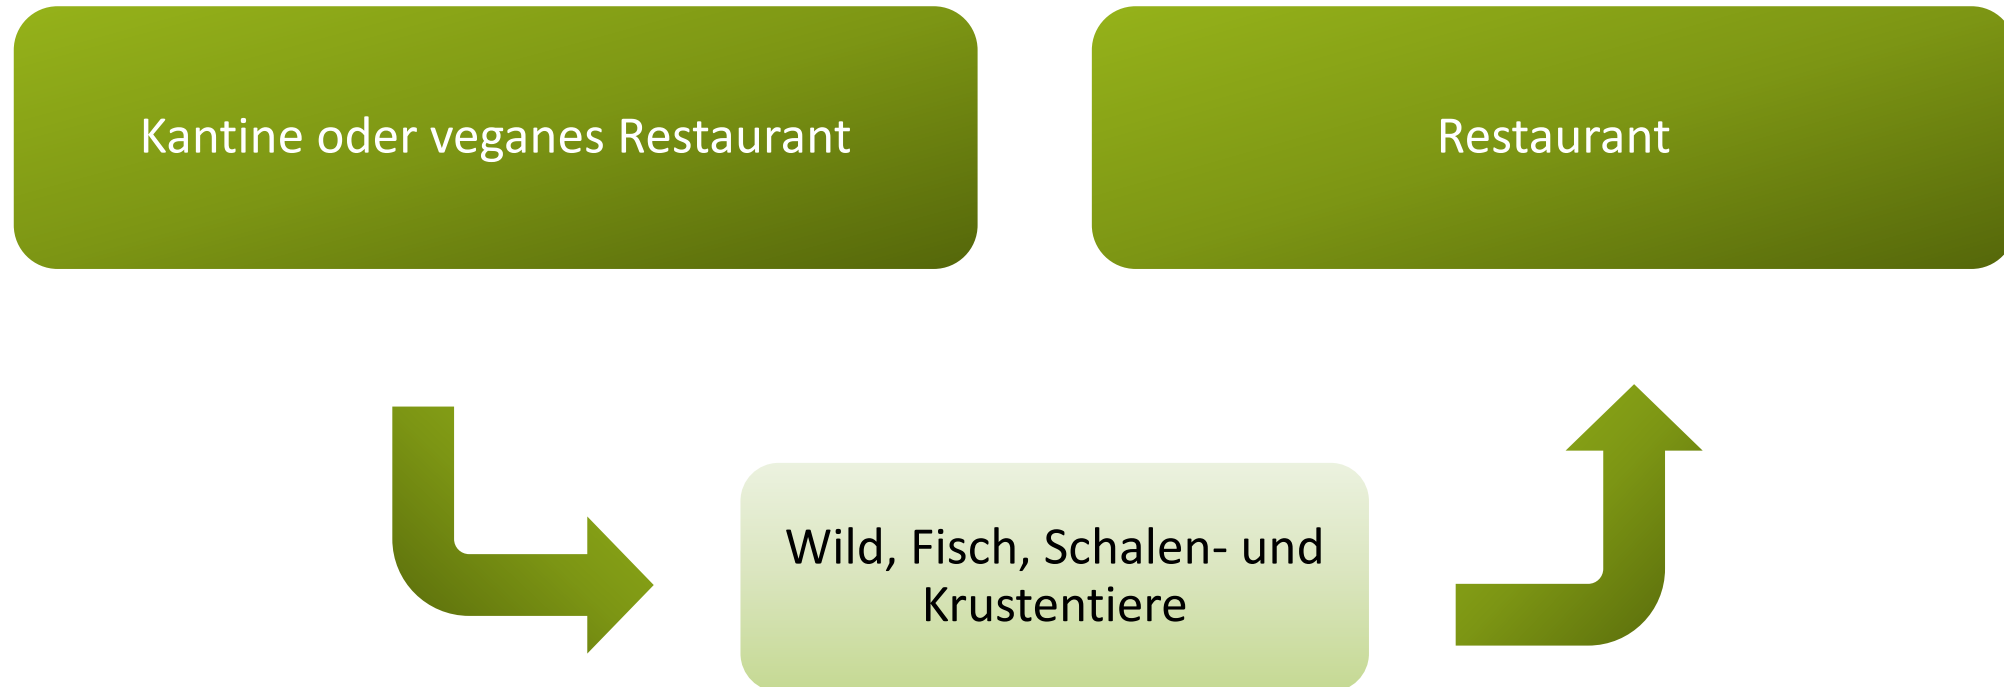 Kantine oder veganes Restaurant
Restaurant
Wild, Fisch, Schalen- und
Krustentiere